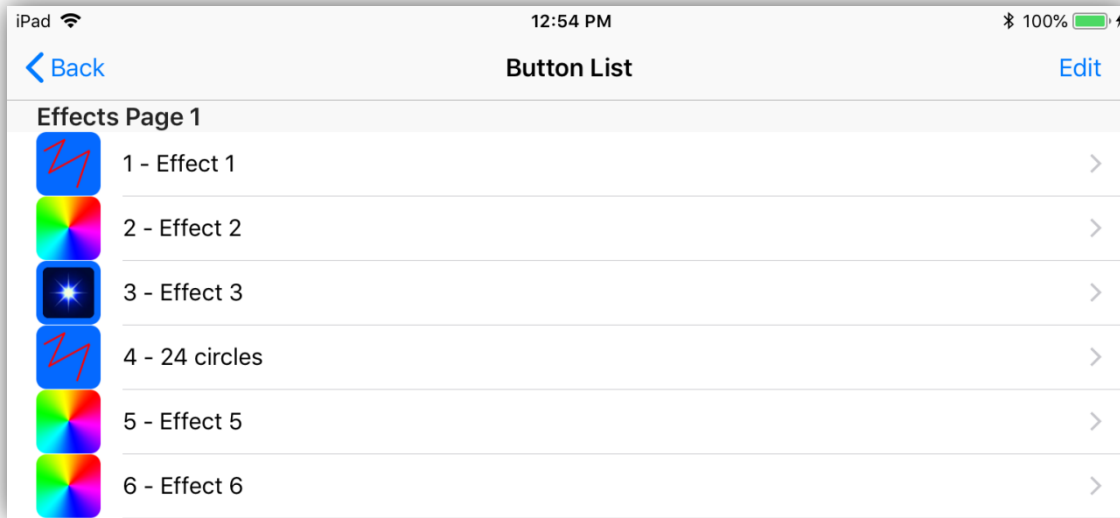 iPad 12:54 PM 100%
Back Button List Edit
Effects Page 1
1 - Effect 1
2 - Effect 2
3 - Effect 3
4 - 24 circles
5 - Effect 5
6 - Effect 6